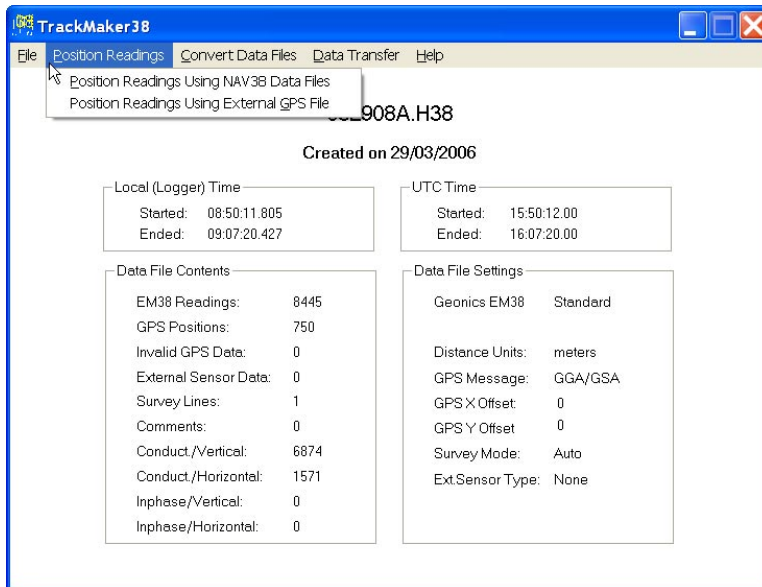 TrackMaker38
File Position Readings Convert Data Files Data Transfer Help
Position Readings Using NAV38 Data Files
Position Readings Using External GPS File
908A.H38
Created on 29/03/2006
Local (Logger) Time
Started: 08:50:11.805
Ended: 09:07:20.427
UTC Time
Started: 15:50:12.00
Ended: 16:07:20.00
Data File Contents
EM38 Readings: 8445
GPS Positions: 750
Invalid GPS Data: 0
External Sensor Data: 0
Survey Lines: 1
Comments: 0
Conduct./Vertical: 6874
Conduct./Horizontal: 1571
Inphase/Vertical: 0
Inphase/Horizontal: 0
Data File Settings
Geonics EM38 Standard
Distance Units: meters
GPS Message: GGA/GSA
GPS X Offset: 0
GPS Y Offset 0
Survey Mode: Auto
Ext.Sensor Type: None